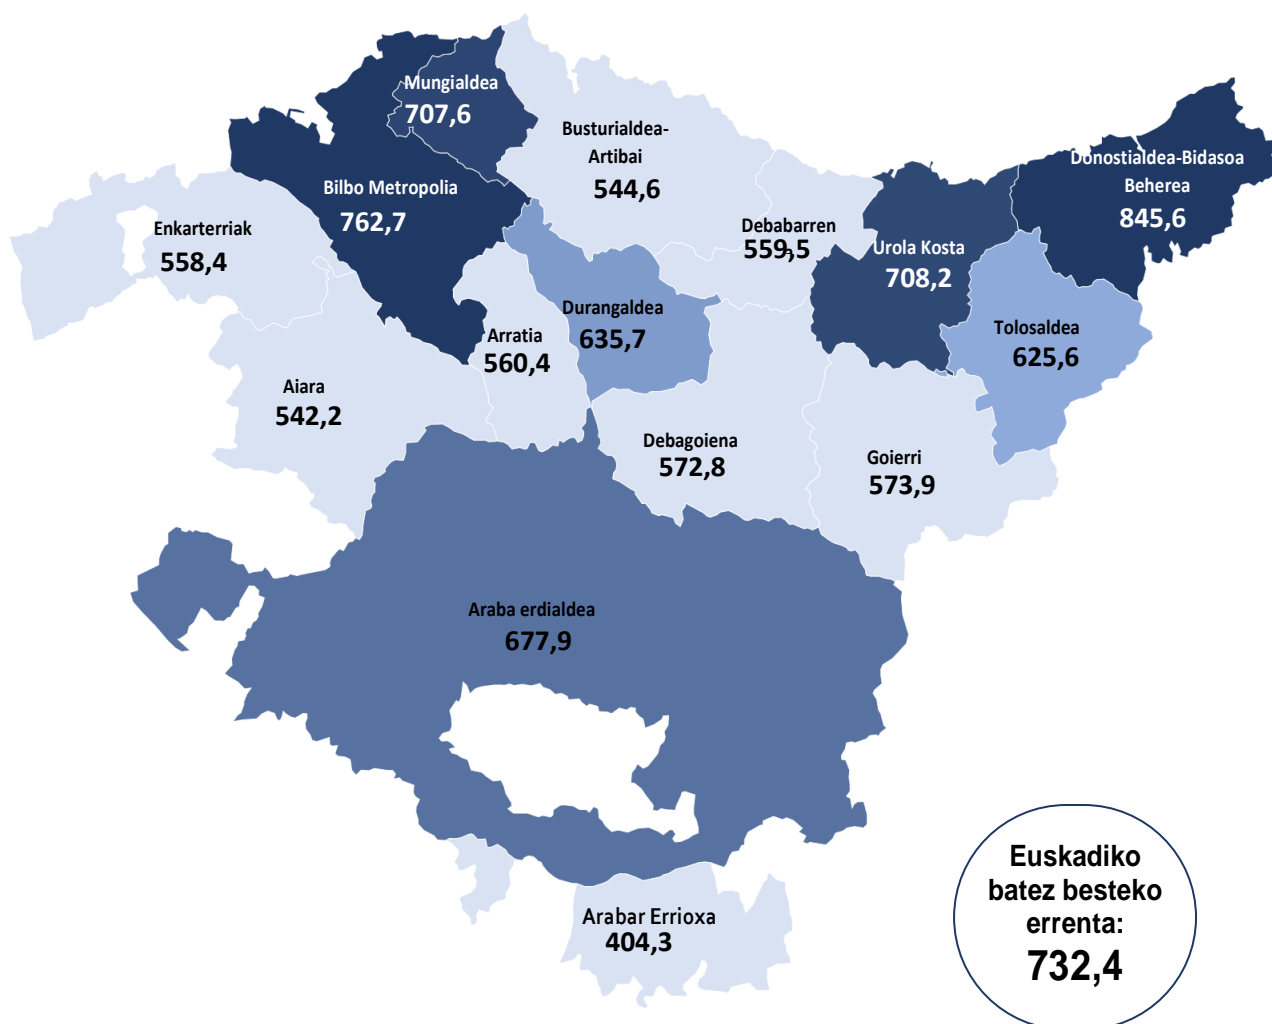 Mungialdea
707,6
Busturialdea-
Artibai
544,6
Donostialdea-Bidasoa
Beherea
845,6
Bilbo Metropolia
762,7
Enkarterriak
558,4
Debabarren
559,5
Urola Kosta
708,2
Durangaldea
635,7
Tolosaldea
625,6
Arratia
560,4
Aiara
542,2
Debagoiena
572,8
Goierri
573,9
Araba erdialdea
677,9
Arabar Errioxa
404,3
Euskadiko
batez besteko
errenta:
732,4